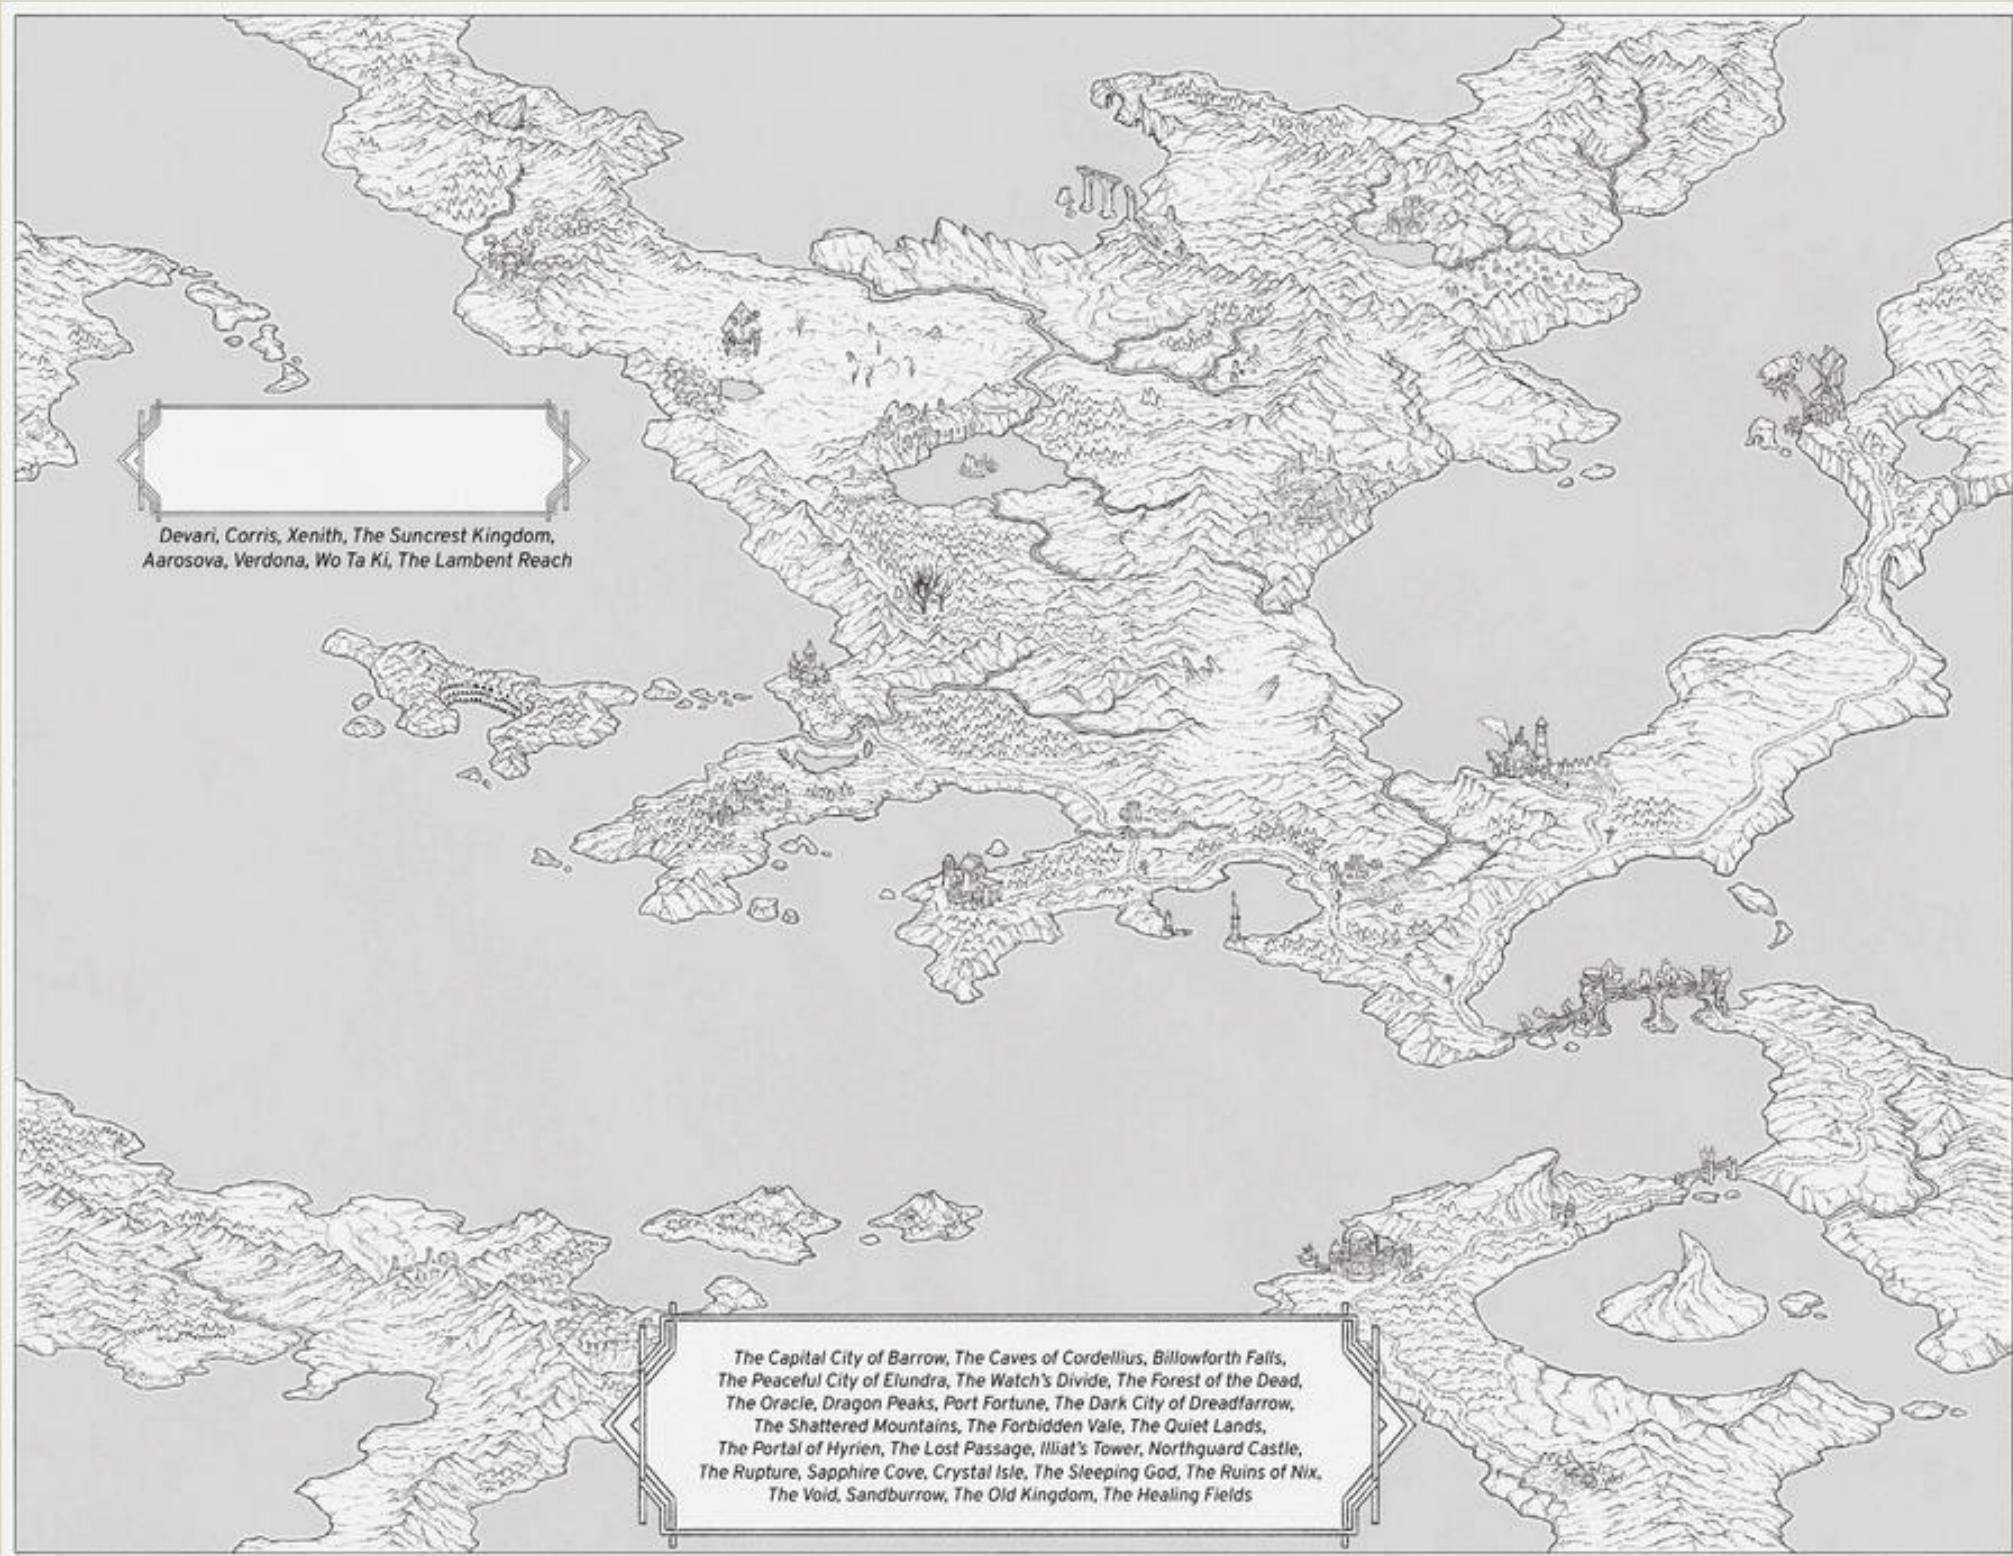 Devari, Corris, Xenith, The Suncrest Kingdom,
Aarosova, Verdona, Wo Ta Ki, The Lambent Reach
The Capital City of Barrow, The Caves of Cordellius, Billowforth Falls,
The Peaceful City of Elundra, The Watch's Divide, The Forest of the Dead,
The Oracle, Dragon Peaks, Port Fortune, The Dark City of Dreadfarrow,
The Shattered Mountains, The Forbidden Vale, The Quiet Lands,
The Portal of Hyrien, The Lost Passage, Illiat's Tower, Northguard Castle,
The Rupture, Sapphire Cove, Crystal Isle, The Sleeping God, The Ruins of Nix,
The Void, Sandburrow, The Old Kingdom, The Healing Fields